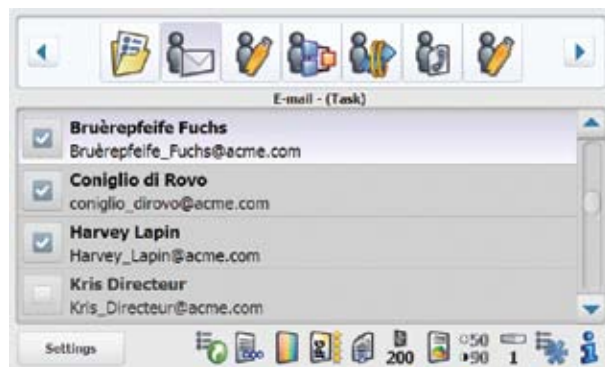 E-mail - (Task)
Bruèrepfeife Fuchs
Bruèrepfeife_Fuchs@acme.com
Coniglio di Rovo
coniglio_dirovo@acme.com
Harvey Lapin
Harvey_Lapin@acme.com
Kris Directeur
Kris_Directeur@acme.com
Settings
JPG
200
50
90
1